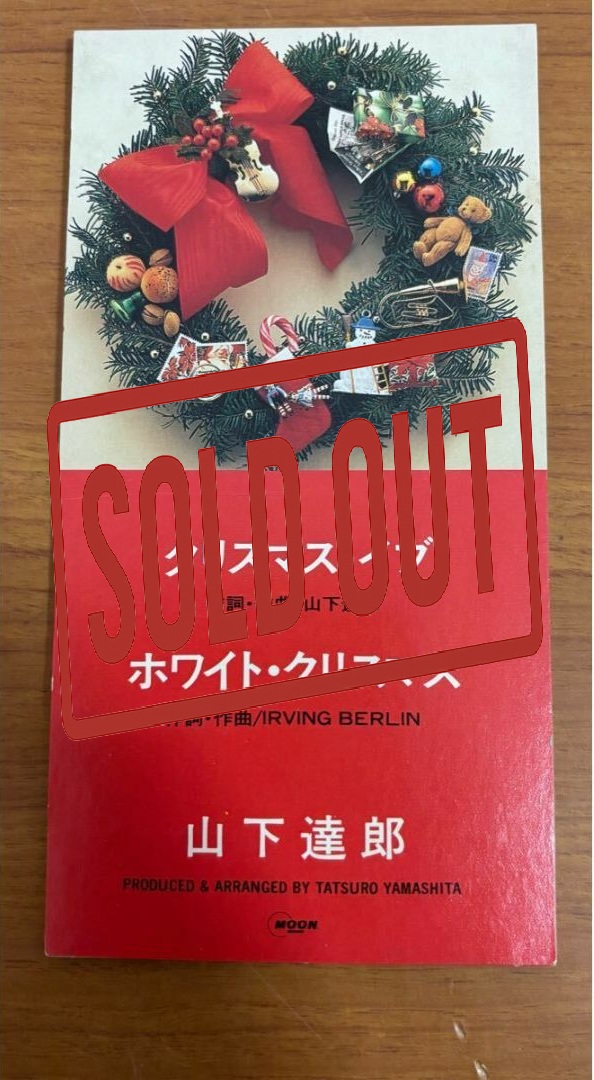 SOLD OUT
クリスマス・イブ
ホワイト・クリスマス
作詞・作曲/IRVING BERLIN
山下達郎
PRODUCED & ARRANGED BY TATSURO YAMASHITA
MOON